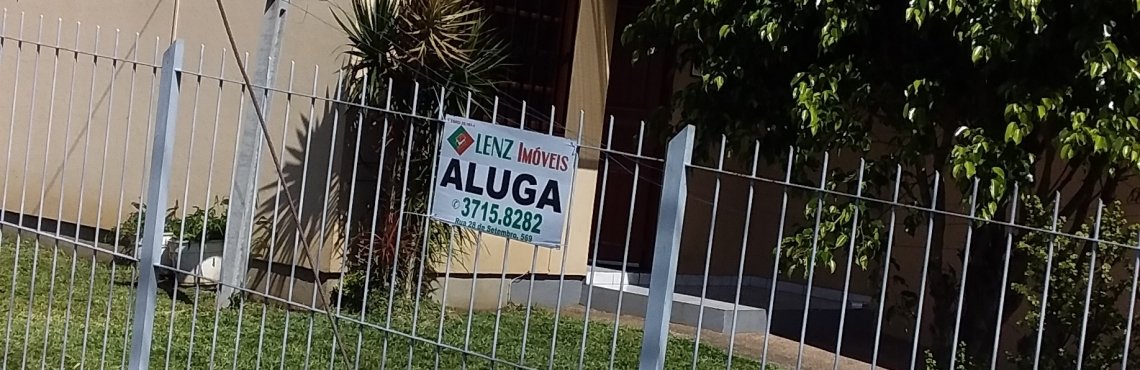 LENZ IMÓVEIS
ALUGA
3715.8282
Rua 28 de Setembro, 569